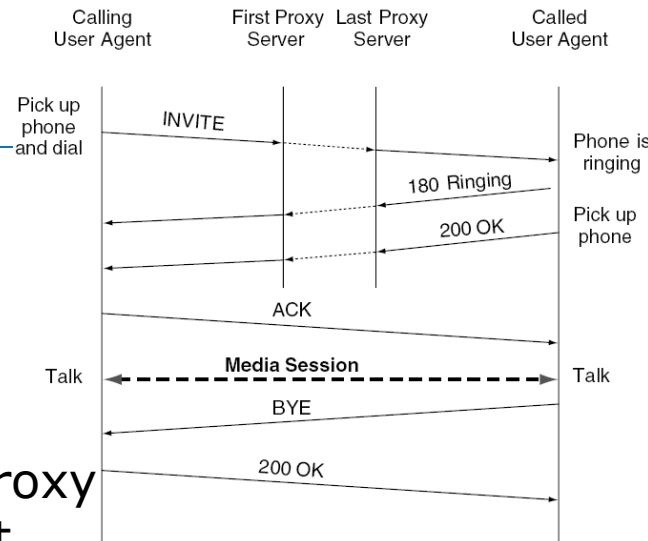 Calling
User Agent
First Proxy
Server
Last Proxy
Server
Called
User Agent
Pick up
phone
and dial
INVITE
Phone is
ringing
180 Ringing
Pick up
phone
200 OK
ACK
Media Session
Talk
Talk
BYE
200 OK
roxy
t